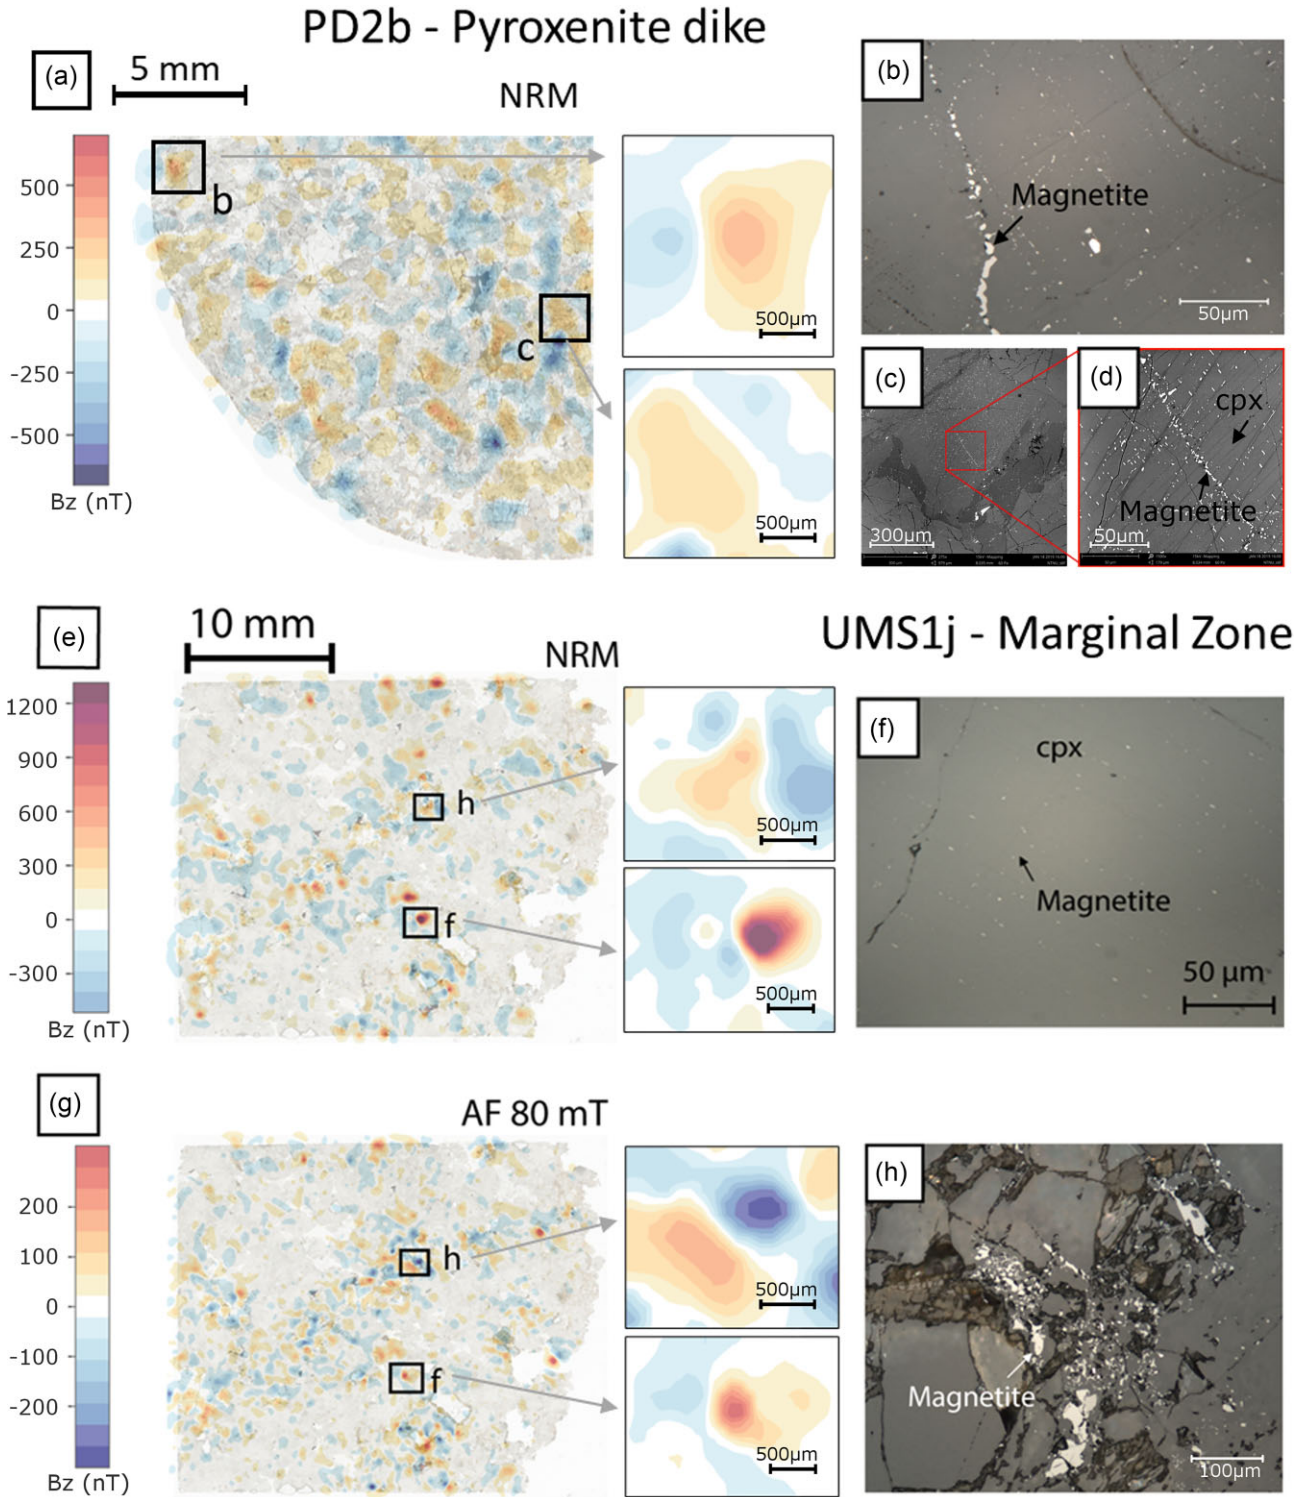 PD2b - Pyroxenite dike
(a)
5 mm
NRM
500
250
0
-250
-500
Bz (nT)
b
c
500µm
500µm
(b)
Magnetite
50µm
(c)
300µm
(d)
cpx
Magnetite
50µm
UMS1j - Marginal Zone
(e)
10 mm
NRM
1200
900
600
300
0
-300
Bz (nT)
h
f
500µm
500µm
(f)
cpx
Magnetite
50 µm
(g)
AF 80 mT
200
100
0
-100
-200
Bz (nT)
h
f
500µm
500µm
(h)
Magnetite
100µm